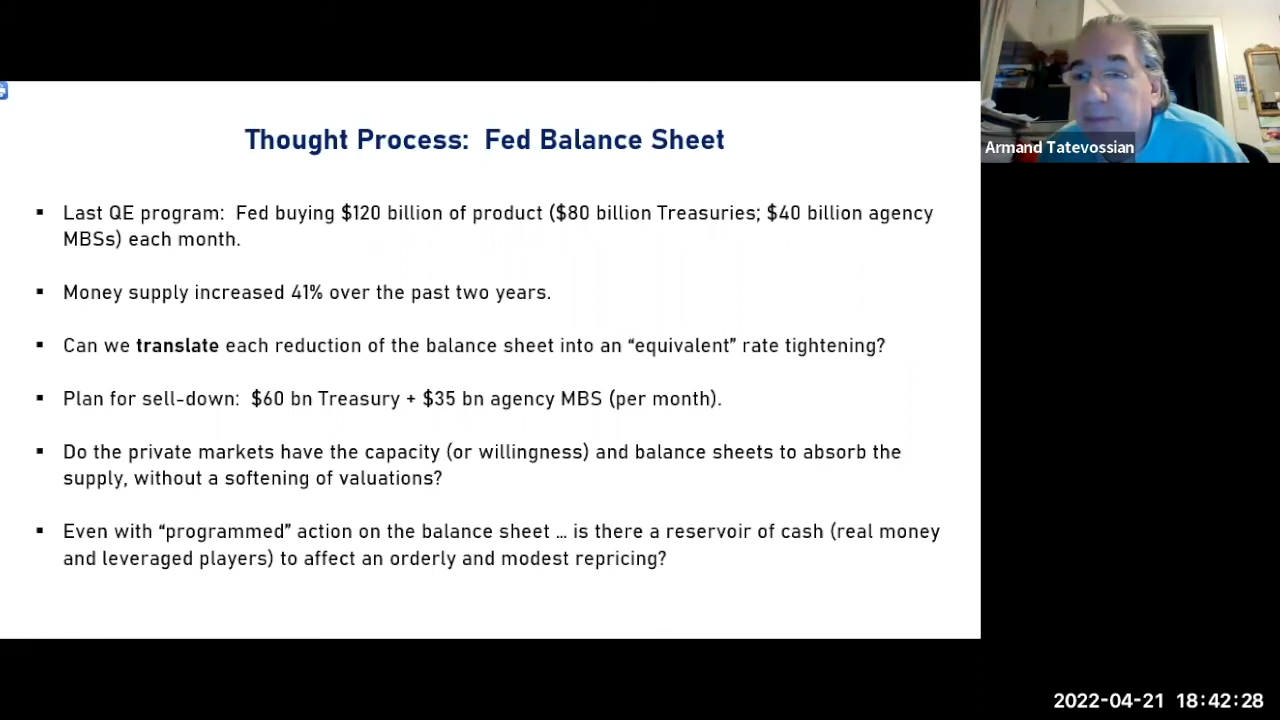 Thought Process:  Fed Balance Sheet
▪ Last QE program:  Fed buying $120 billion of product ($80 billion Treasuries; $40 billion agency
MBSs) each month.
▪ Money supply increased 41% over the past two years.
▪ Can we translate each reduction of the balance sheet into an “equivalent” rate tightening?
▪ Plan for sell-down:  $60 bn Treasury + $35 bn agency MBS (per month).
▪ Do the private markets have the capacity (or willingness) and balance sheets to absorb the
supply, without a softening of valuations?
▪ Even with “programmed” action on the balance sheet … is there a reservoir of cash (real money
and leveraged players) to affect an orderly and modest repricing?
Armand Tatevossian
2022-04-21 18:42:28